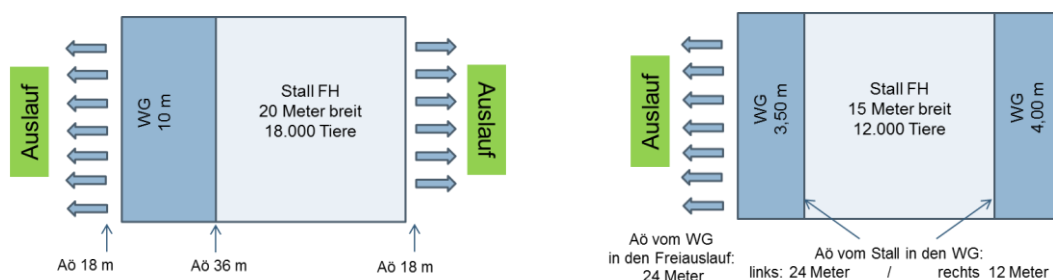 Auslauf
WG
10 m
Stall FH
20 Meter breit
18.000 Tiere
Auslauf
Aö 18 m
Aö 36 m
Aö 18 m
Auslauf
WG
3,50 m
Stall FH
15 Meter breit
12.000 Tiere
WG
4,00 m
Aö vom WG
in den Freiauslauf:
24 Meter
Aö vom Stall in den WG:
links: 24 Meter / rechts 12 Meter